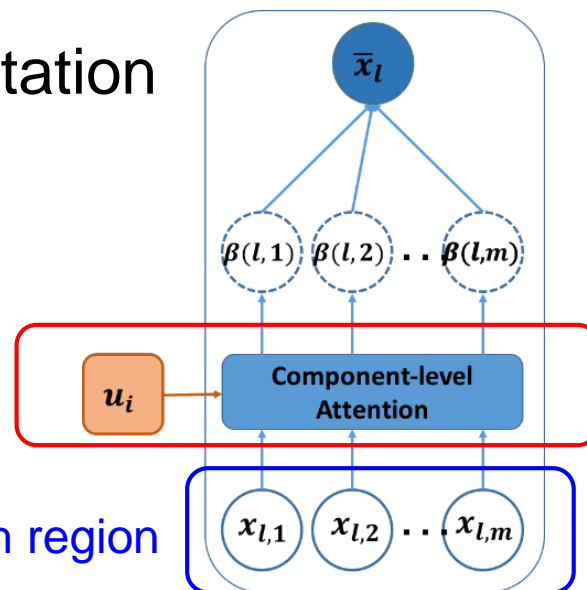 tation
x̄_l
β(l,1) β(l,2) . . β(l,m)
u_i
Component-level
Attention
n region
x_{l,1} x_{l,2} ... x_{l,m}